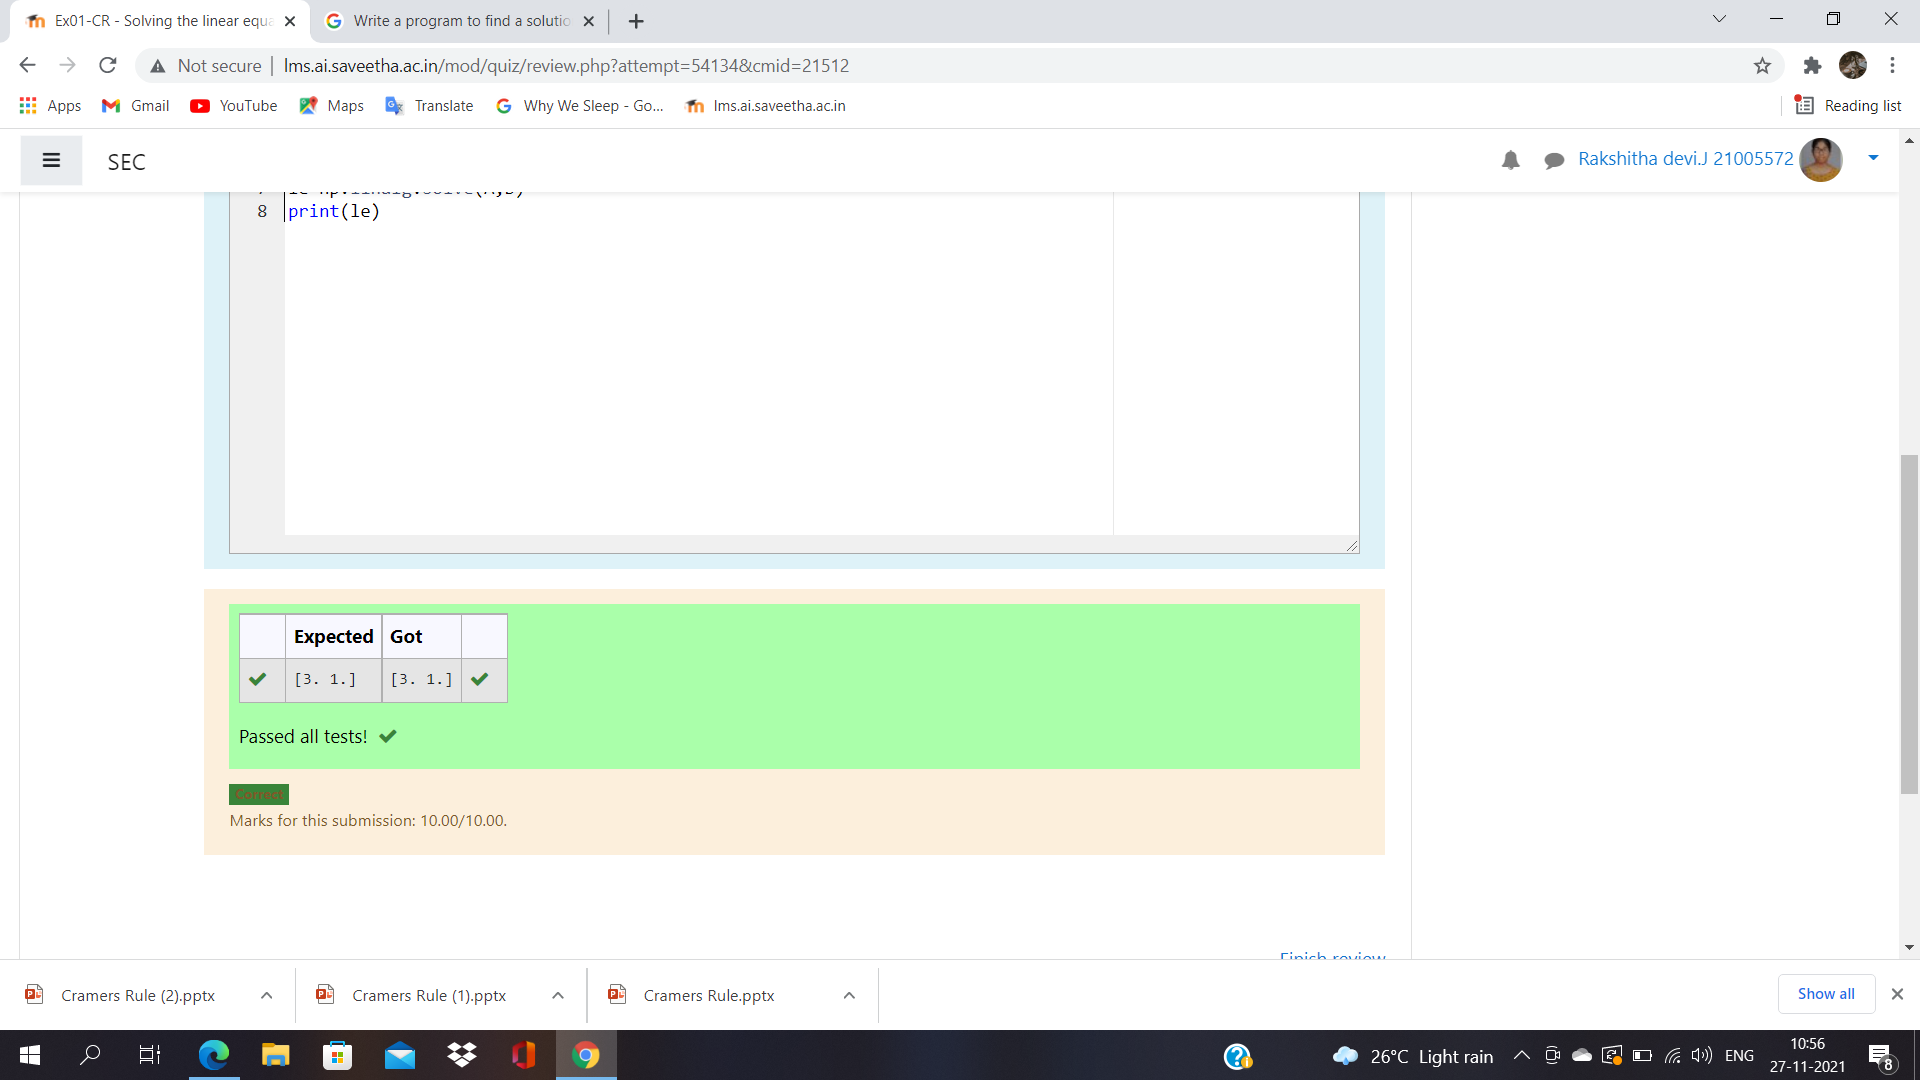 Ex01-CR - Solving the linear equa
Write a program to find a solutio
Not secure | lms.ai.saveetha.ac.in/mod/quiz/review.php?attempt=54134&cmid=21512
Apps Gmail YouTube Maps Translate Why We Sleep - Go... lms.ai.saveetha.ac.in Reading list
SEC Rakshitha devi.J 21005572
8 print(le)
Expected Got
[3. 1.] [3. 1.]
Passed all tests!
Correct
Marks for this submission: 10.00/10.00.
Finish review
Cramers Rule (2).pptx Cramers Rule (1).pptx Cramers Rule.pptx Show all
26°C Light rain ENG 10:56
27-11-2021 8